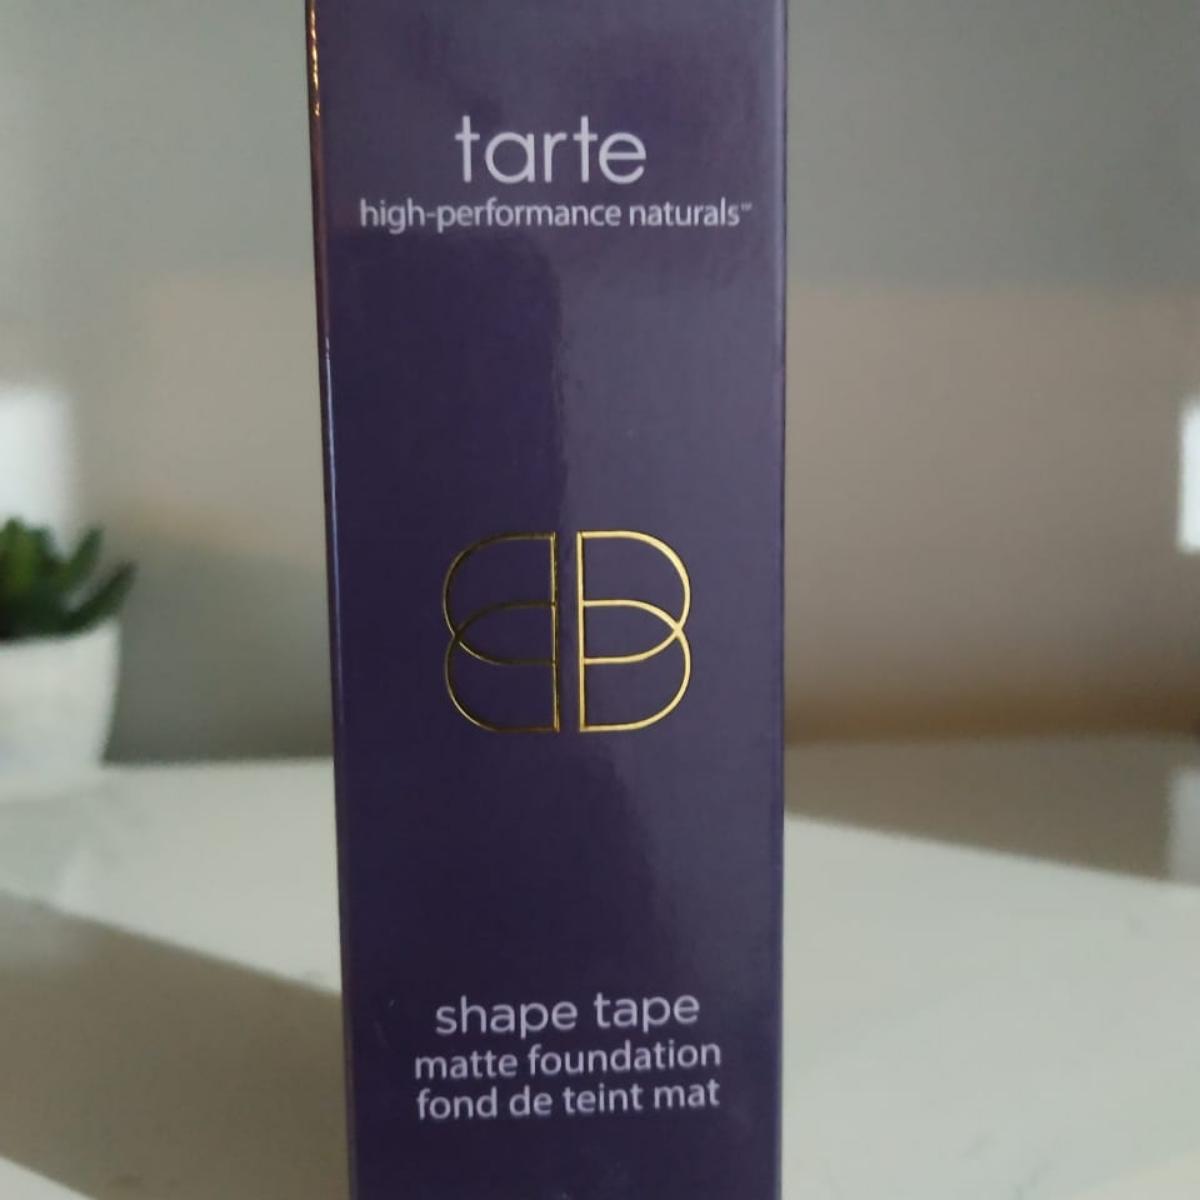 tarte
high-performance naturals™
shape tape
matte foundation
fond de teint mat